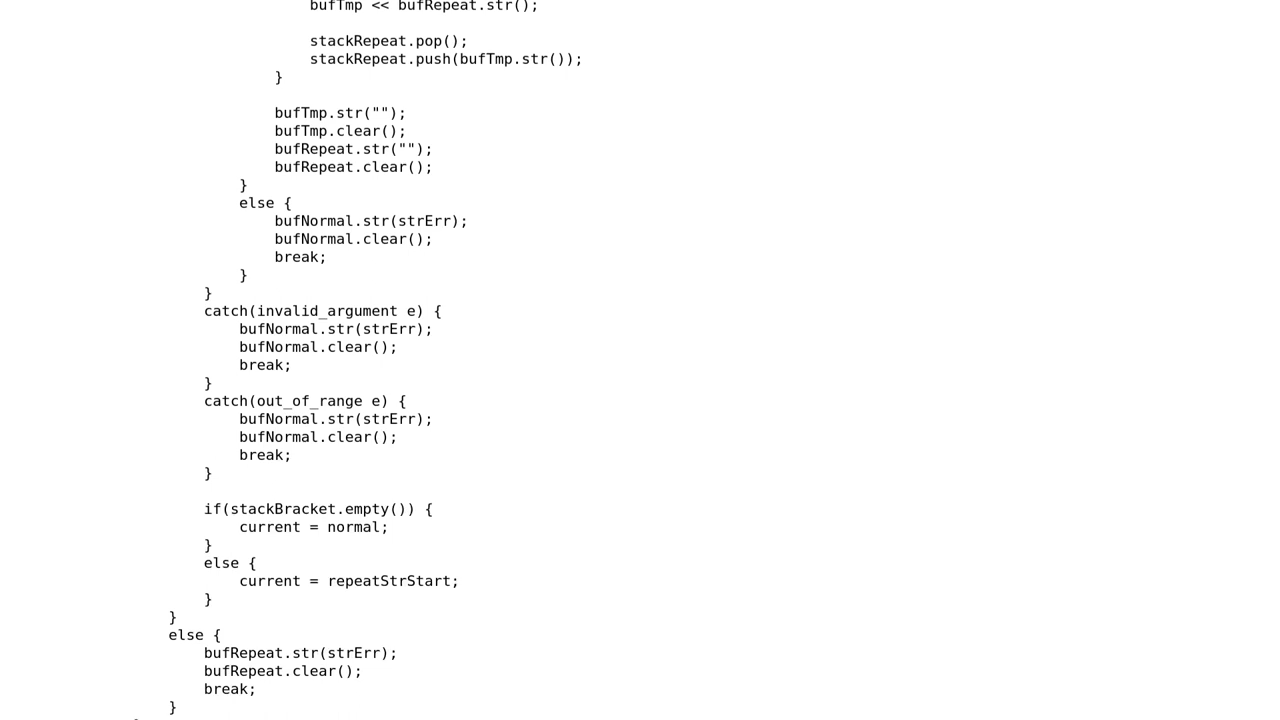 bufTmp << bufRepeat.str();
stackRepeat.pop();
stackRepeat.push(bufTmp.str());
}
bufTmp.str("");
bufTmp.clear();
bufRepeat.str("");
bufRepeat.clear();
}
else {
bufNormal.str(strErr);
bufNormal.clear();
break;
}
}
catch(invalid_argument e) {
bufNormal.str(strErr);
bufNormal.clear();
break;
}
catch(out_of_range e) {
bufNormal.str(strErr);
bufNormal.clear();
break;
}
if(stackBracket.empty()) {
current = normal;
}
else {
current = repeatStrStart;
}
}
else {
bufRepeat.str(strErr);
bufRepeat.clear();
break;
}